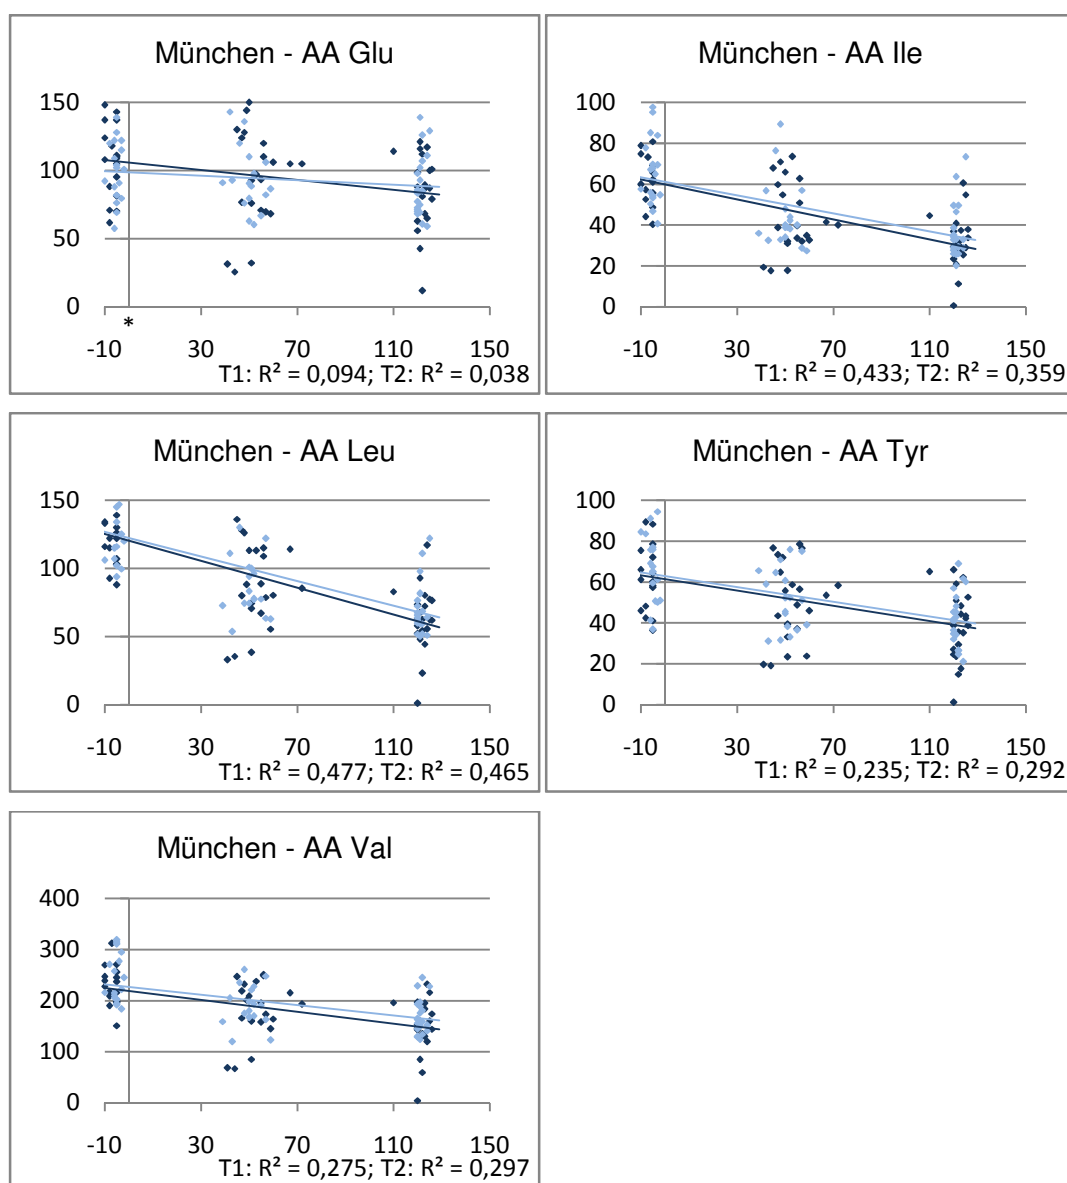 München - AA Glu
150
100
50
0
*
-10 30 70 110 150
T1: R² = 0,094; T2: R² = 0,038
München - AA Ile
100
80
60
40
20
0
-10 30 70 110 150
T1: R² = 0,433; T2: R² = 0,359
München - AA Leu
150
100
50
0
-10 30 70 110 150
T1: R² = 0,477; T2: R² = 0,465
München - AA Tyr
100
80
60
40
20
0
-10 30 70 110 150
T1: R² = 0,235; T2: R² = 0,292
München - AA Val
400
300
200
100
0
-10 30 70 110 150
T1: R² = 0,275; T2: R² = 0,297